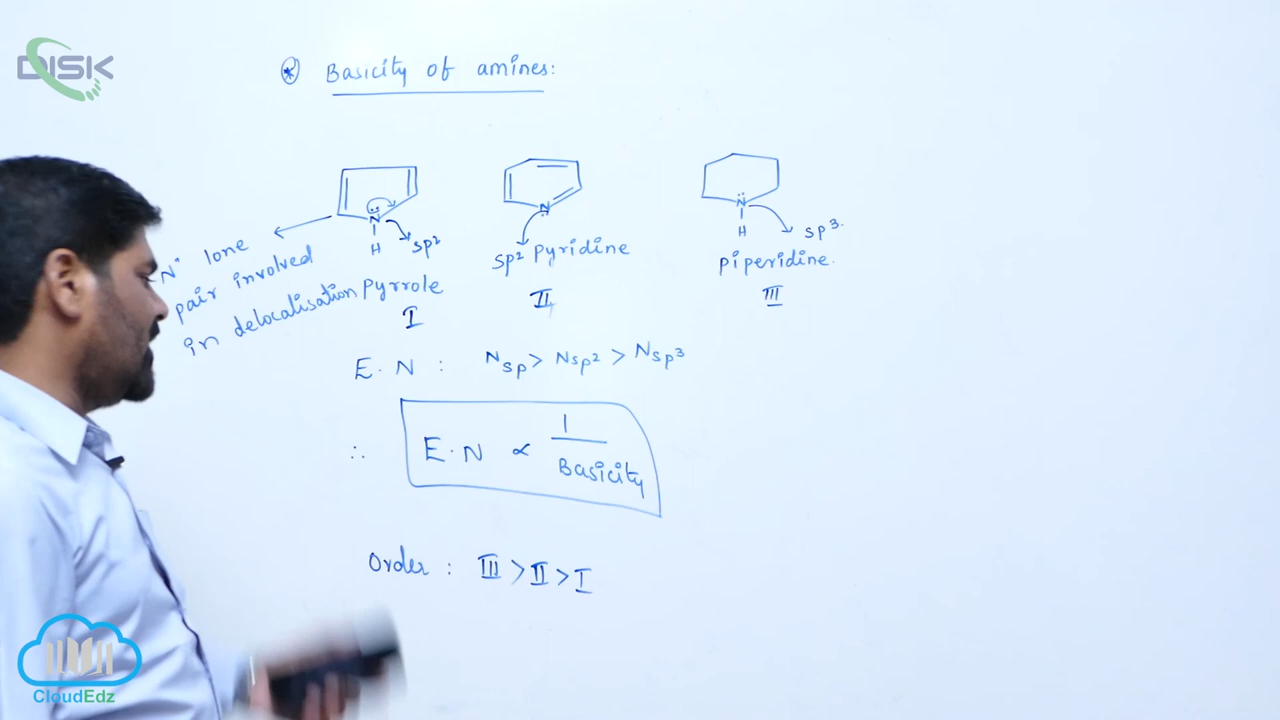 DISK
* Basicity of amines:
N
H
sp²
"N" lone
pair involved
in delocalisation
Pyrrole
I
N
sp² Pyridine
II
N
H
sp³.
piperidine.
III
E.N : Nsp > Nsp² > Nsp³
∴ E.N ∝ 1/Basicity
Order : III > II > I
CloudEdz